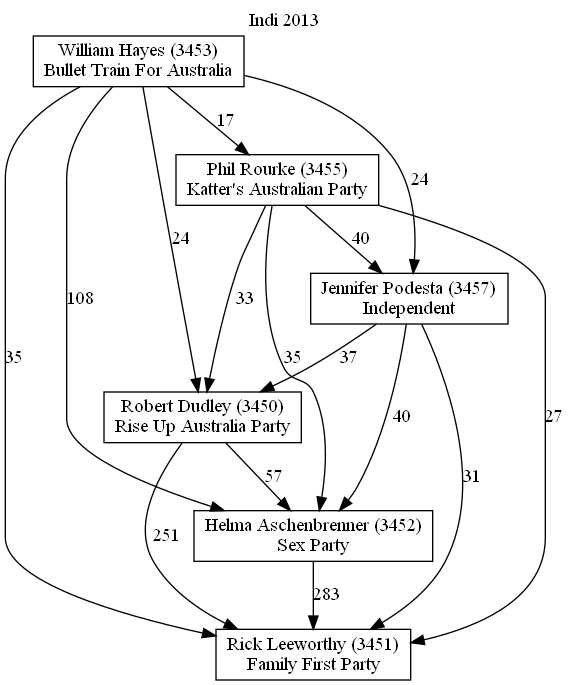 Indi 2013
William Hayes (3453)
Bullet Train For Australia
17
Phil Rourke (3455)
Katter's Australian Party
24
24
40
Jennifer Podesta (3457)
Independent
108
33
35
35
37
Robert Dudley (3450)
Rise Up Australia Party
40
27
57
31
Helma Aschenbrenner (3452)
Sex Party
251
283
Rick Leeworthy (3451)
Family First Party